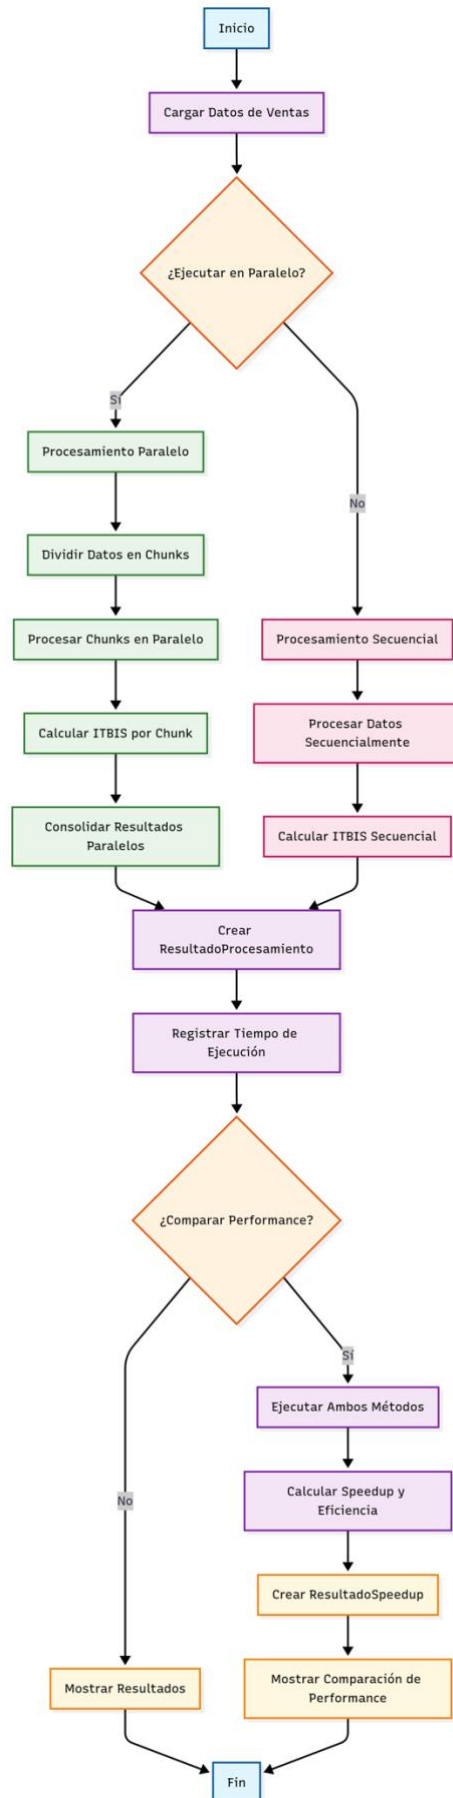 Inicio
Cargar Datos de Ventas
¿Ejecutar en Paralelo?
Sí
Procesamiento Paralelo
No
Dividir Datos en Chunks
Procesar Chunks en Paralelo
Procesamiento Secuencial
Calcular ITBIS por Chunk
Procesar Datos
Secuencialmente
Consolidar Resultados
Paralelos
Calcular ITBIS Secuencial
Crear
ResultadoProcesamiento
Registrar Tiempo de
Ejecución
¿Comparar Performance?
Sí
Ejecutar Ambos Métodos
No
Calcular Speedup y
Eficiencia
Crear ResultadoSpeedup
Mostrar Resultados
Mostrar Comparación de
Performance
Fin